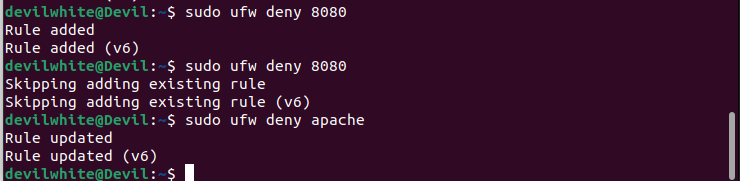 devilwhite@Devil:~$ sudo ufw deny 8080
Rule added
Rule added (v6)
devilwhite@Devil:~$ sudo ufw deny 8080
Skipping adding existing rule
Skipping adding existing rule (v6)
devilwhite@Devil:~$ sudo ufw deny apache
Rule updated
Rule updated (v6)
devilwhite@Devil:~$